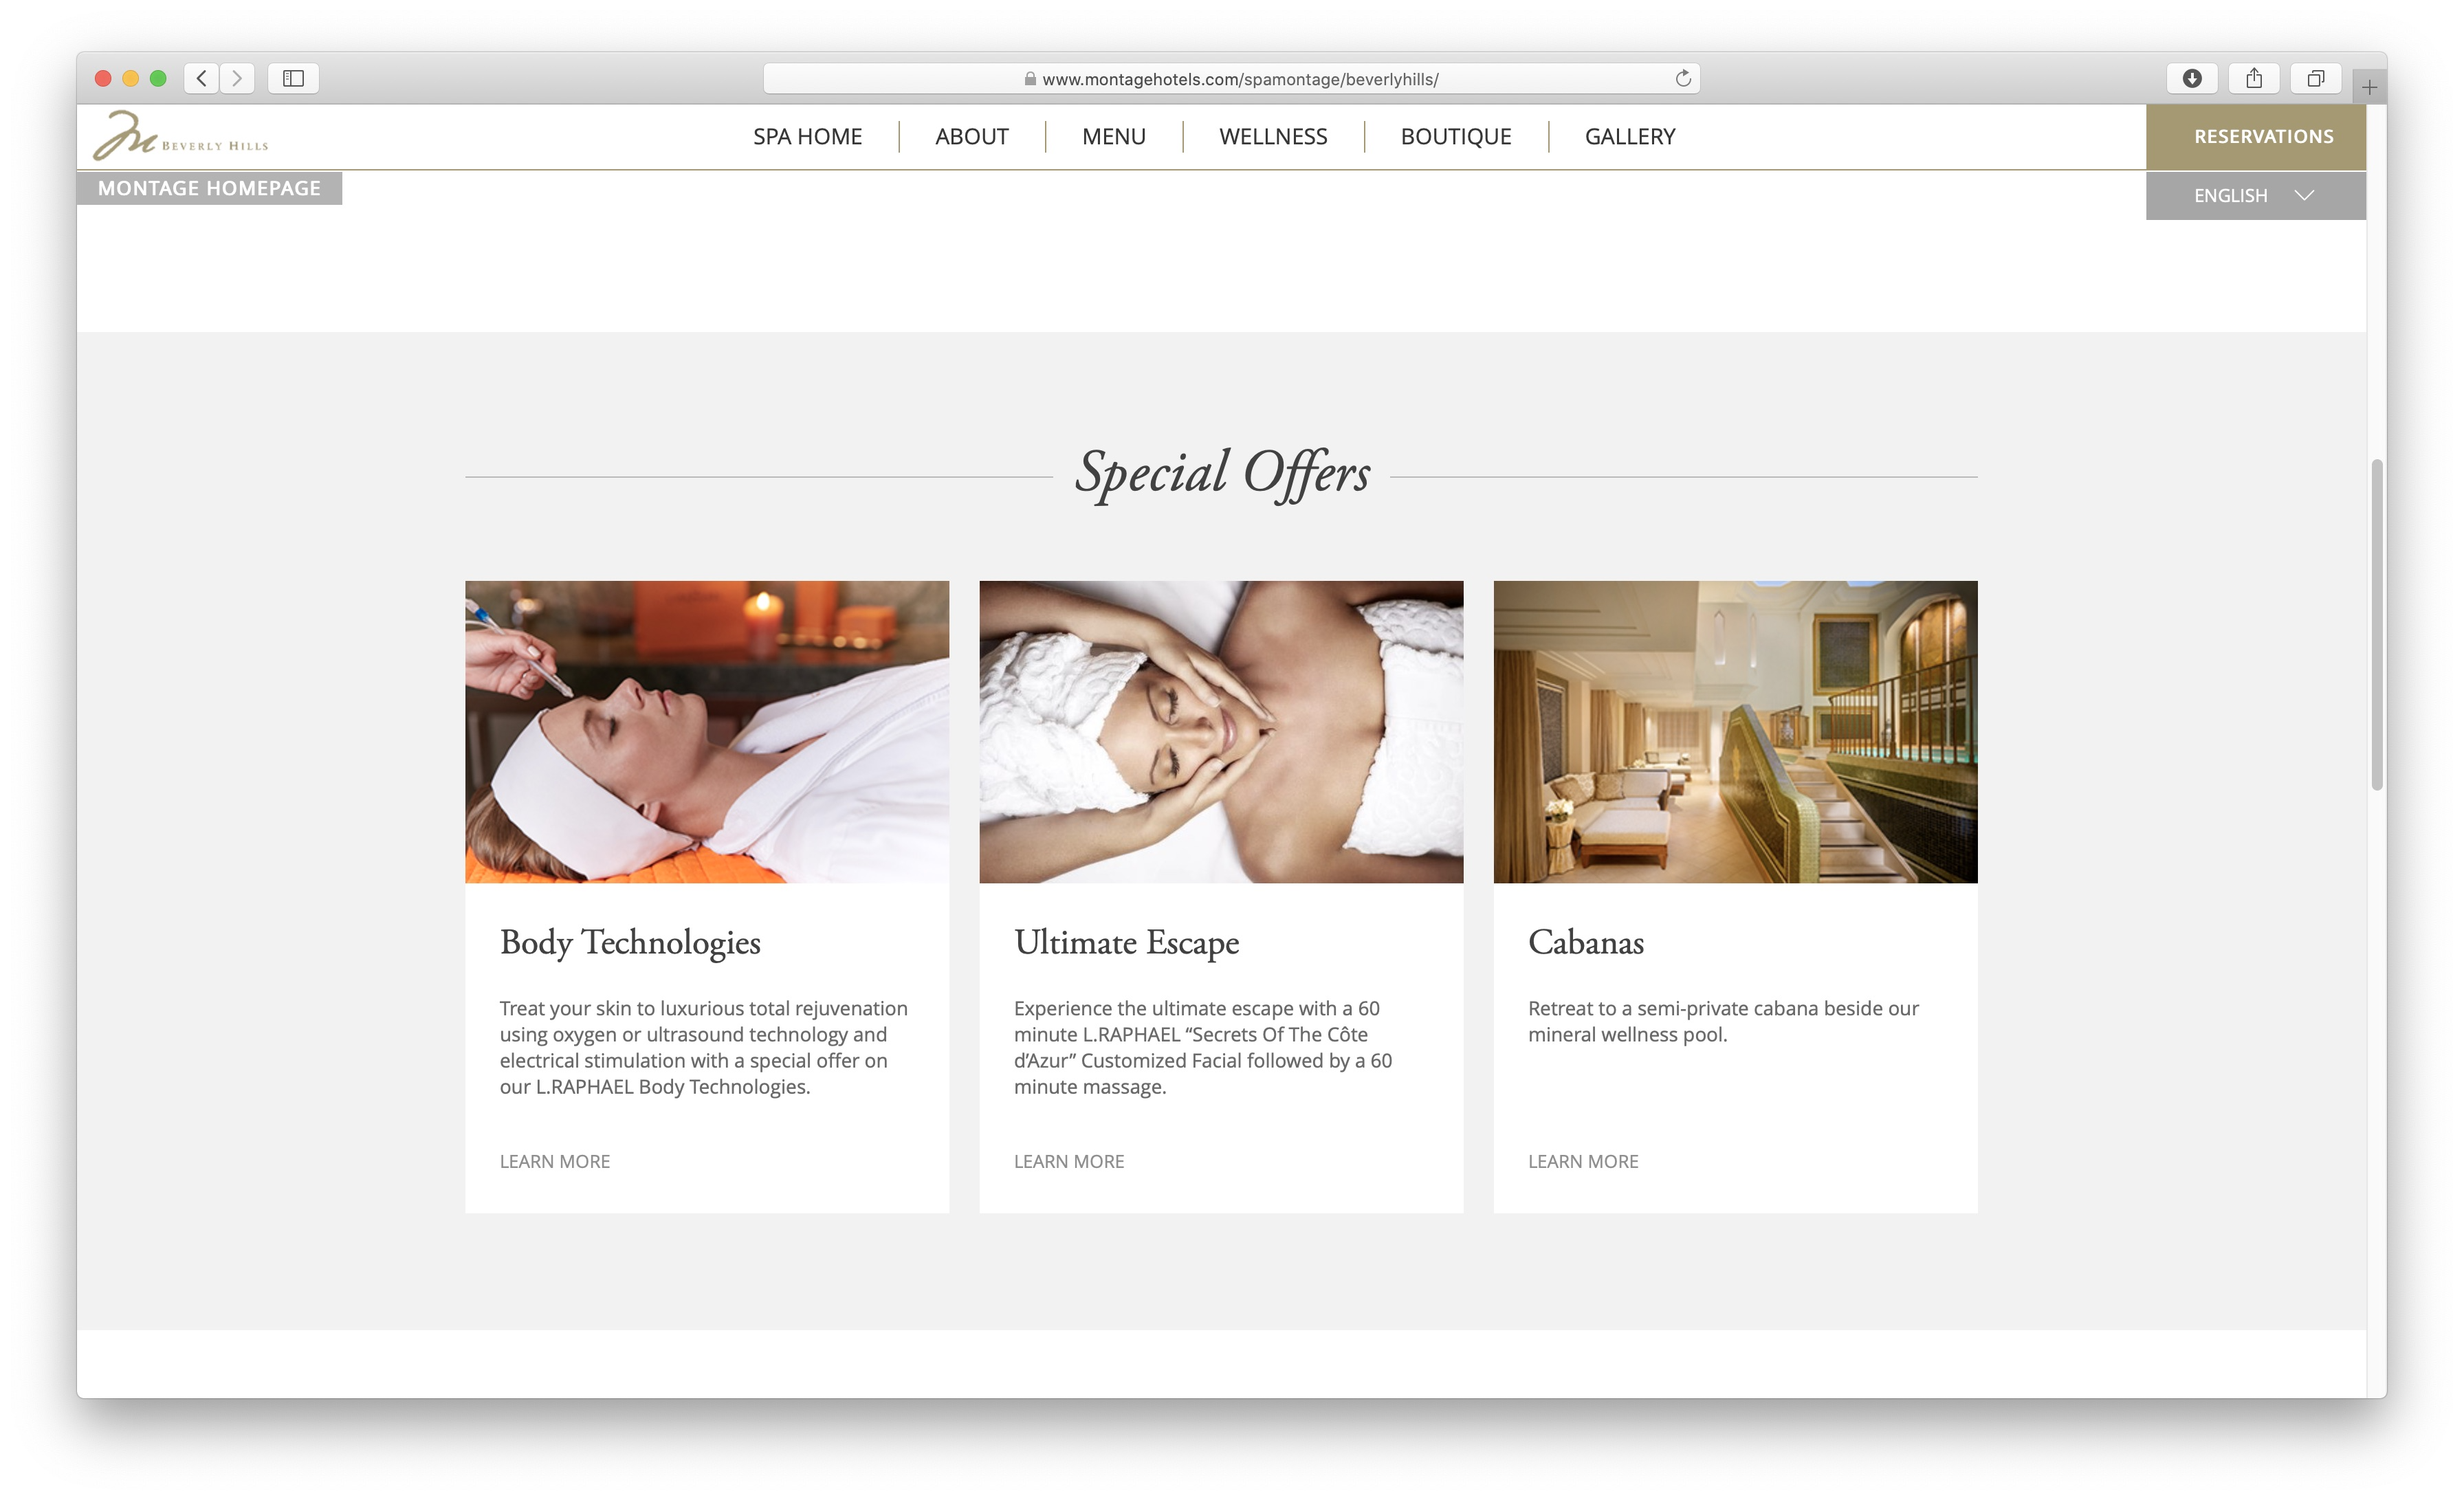 www.montagehotels.com/spamontage/beverlyhills/
BEVERLY HILLS
SPA HOME
ABOUT
MENU
WELLNESS
BOUTIQUE
GALLERY
RESERVATIONS
MONTAGE HOMEPAGE
ENGLISH
Special Offers
Body Technologies
Treat your skin to luxurious total rejuvenation
using oxygen or ultrasound technology and
electrical stimulation with a special offer on
our L.RAPHAEL Body Technologies.
LEARN MORE
Ultimate Escape
Experience the ultimate escape with a 60
minute L.RAPHAEL “Secrets Of The Côte
d’Azur” Customized Facial followed by a 60
minute massage.
LEARN MORE
Cabanas
Retreat to a semi-private cabana beside our
mineral wellness pool.
LEARN MORE